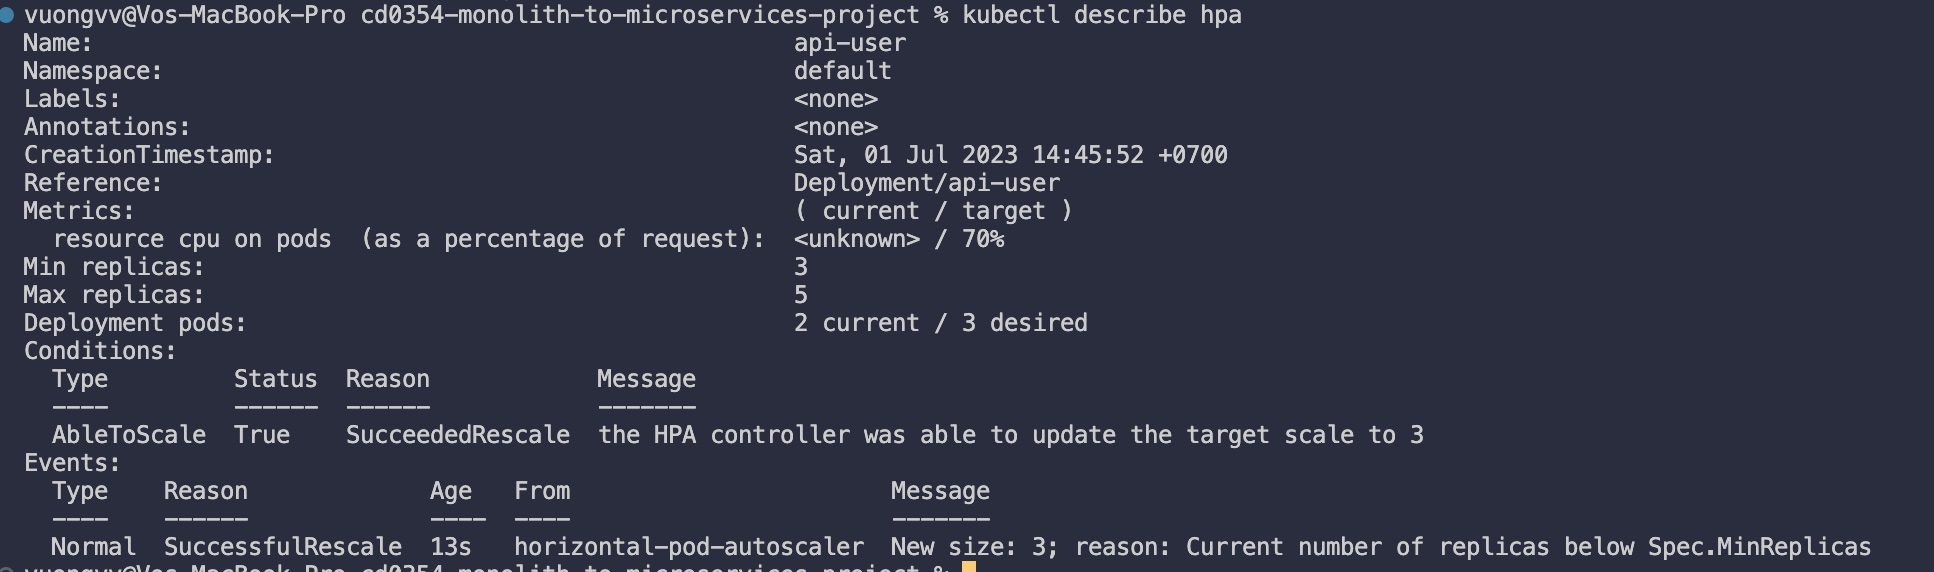 vuongvv@Vos-MacBook-Pro cd0354-monolith-to-microservices-project % kubectl describe hpa
Name: api-user
Namespace: default
Labels: <none>
Annotations: <none>
CreationTimestamp: Sat, 01 Jul 2023 14:45:52 +0700
Reference: Deployment/api-user
Metrics: ( current / target )
resource cpu on pods (as a percentage of request): <unknown> / 70%
Min replicas: 3
Max replicas: 5
Deployment pods: 2 current / 3 desired
Conditions:
Type Status Reason Message
---- ------ ------ -------
AbleToScale True SucceededRescale the HPA controller was able to update the target scale to 3
Events:
Type Reason Age From Message
---- ------ ---- ---- -------
Normal SuccessfulRescale 13s horizontal-pod-autoscaler New size: 3; reason: Current number of replicas below Spec.MinReplicas
vuongvv@Vos-MacBook-Pro cd0354-monolith-to-microservices-project %